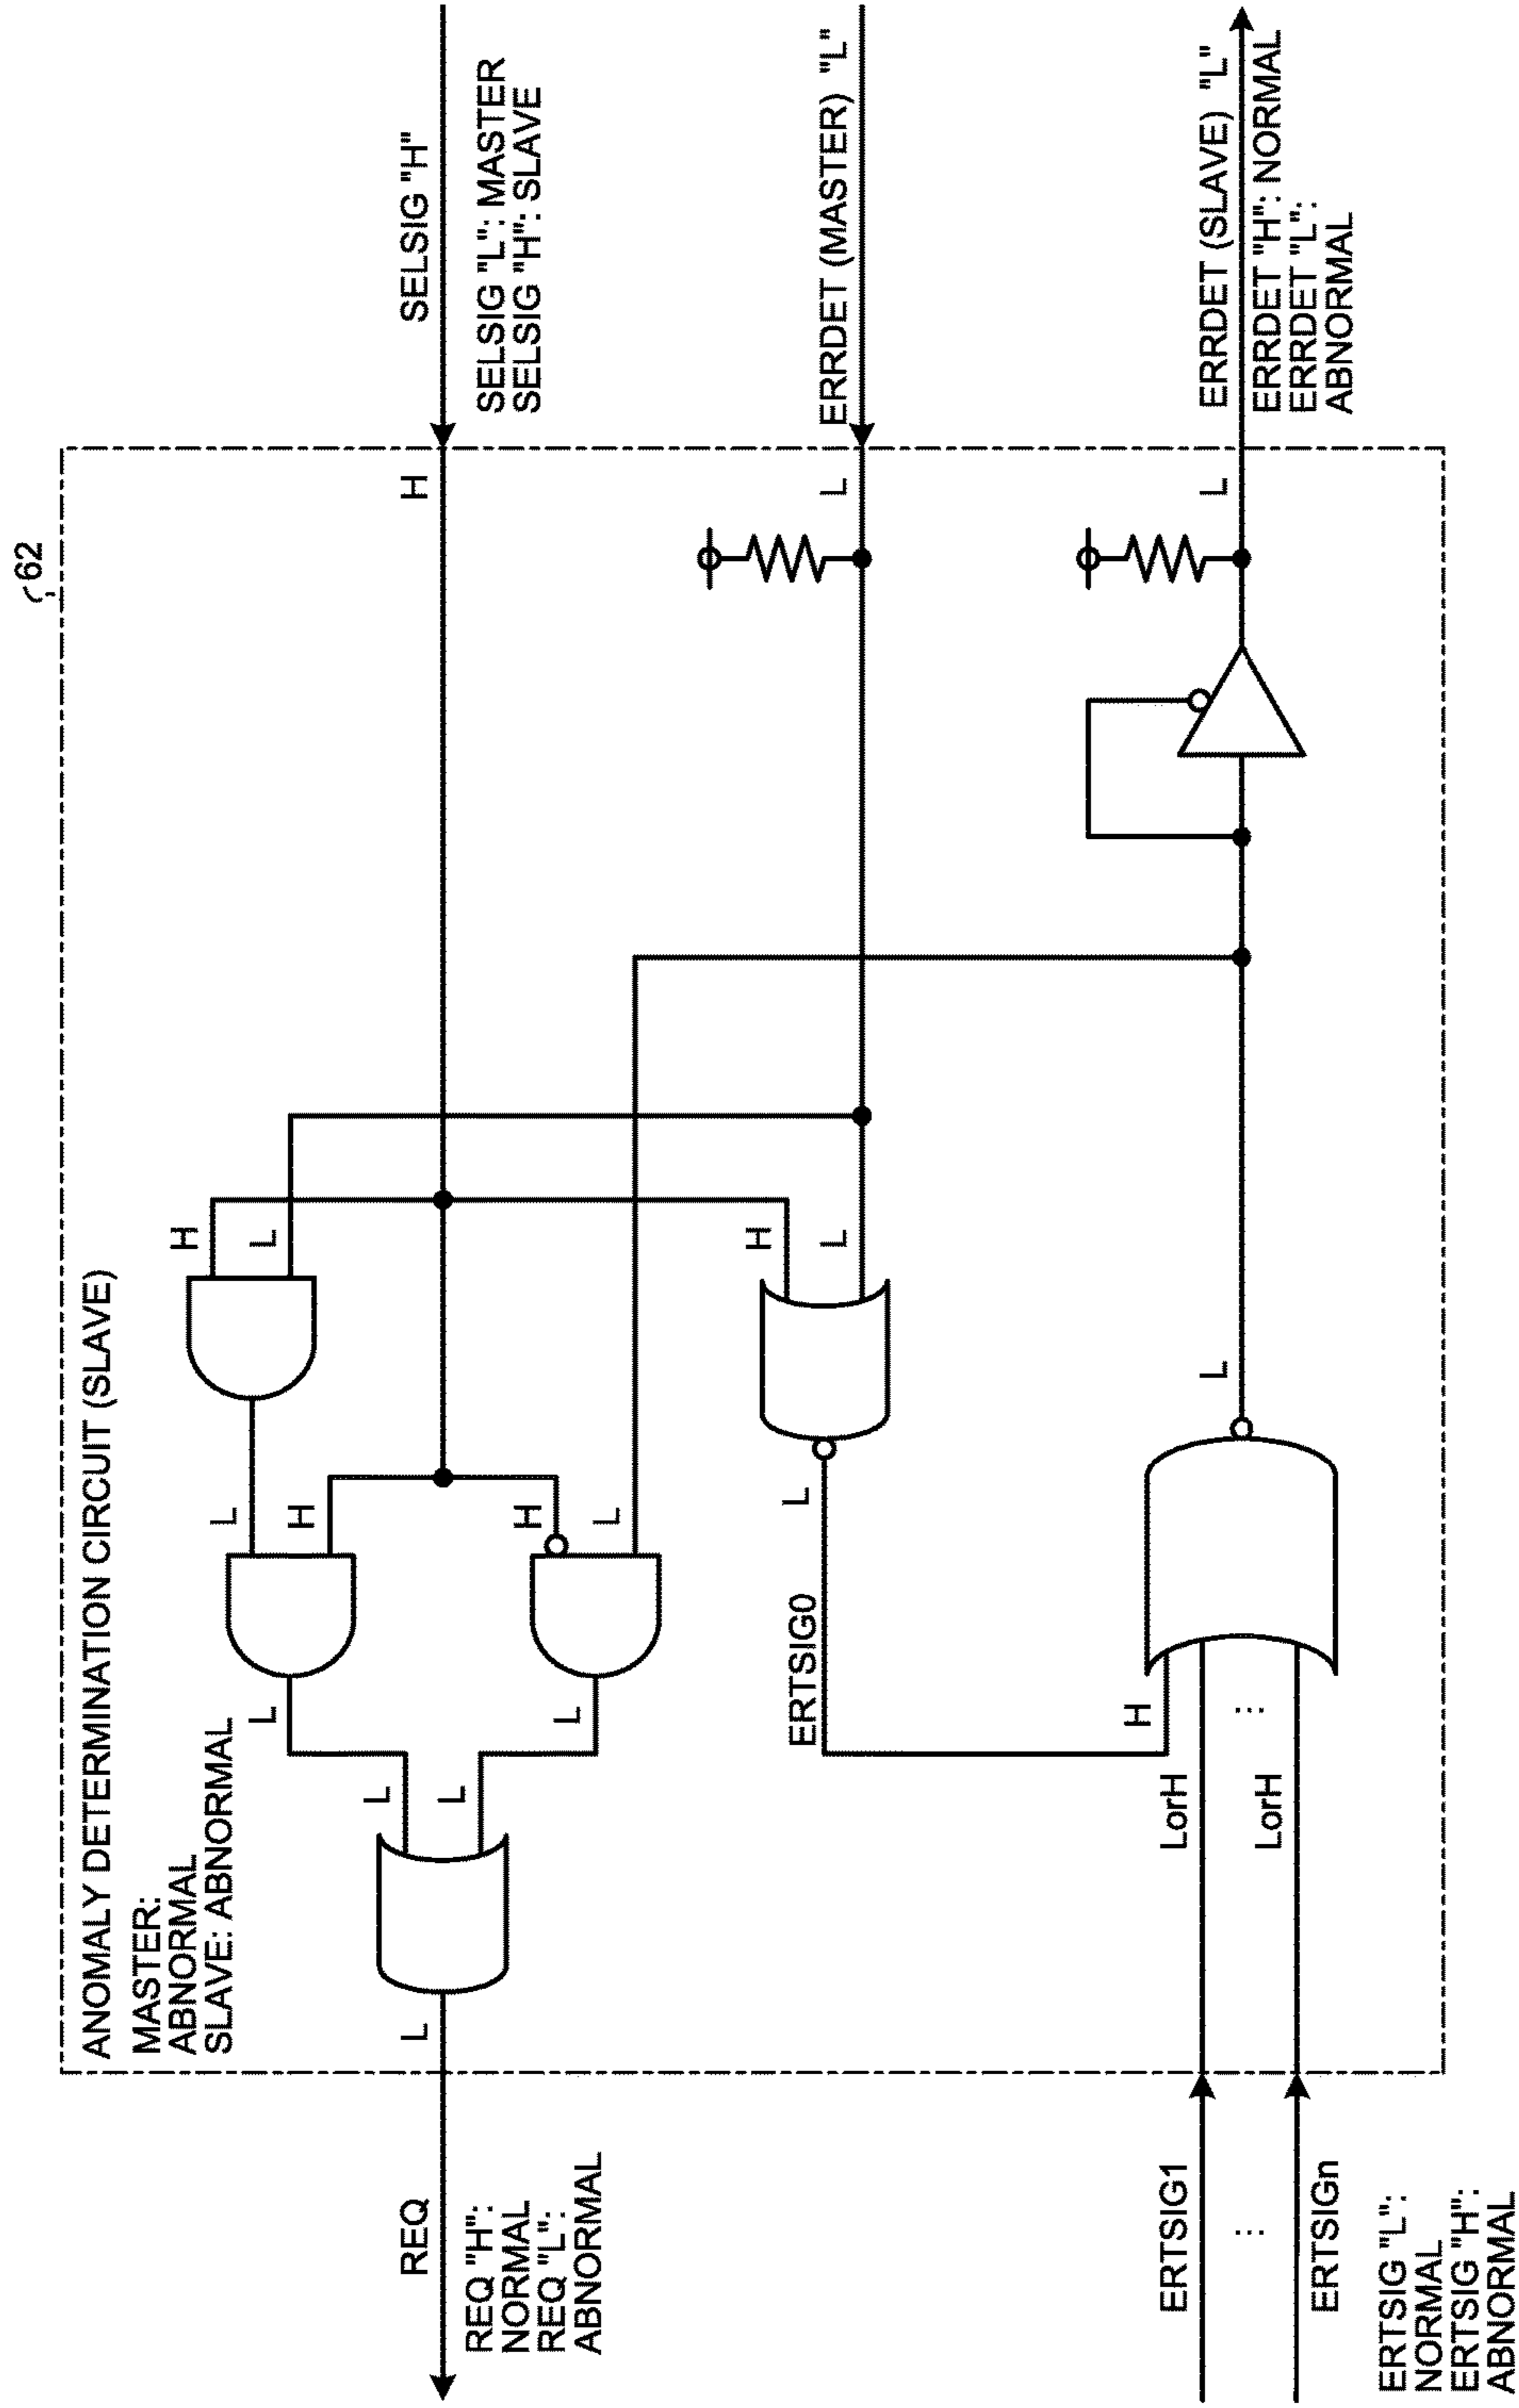 62
ANOMALY DETERMINATION CIRCUIT (SLAVE)
MASTER:
ABNORMAL
SLAVE: ABNORMAL
REQ
REQ "H":
NORMAL
REQ "L":
ABNORMAL
L
L
L
L
L
L
H
H
L
H
L
H
SELSIG "H"
SELSIG "L": MASTER
SELSIG "H": SLAVE
ERTSIG0
L
H
L
L
ERRDET (MASTER) "L"
ERTSIG1
...
ERTSIGn
ERTSIG "L":
NORMAL
ERTSIG "H":
ABNORMAL
LorH
LorH
H
...
L
L
ERRDET (SLAVE) "L"
ERRDET "H": NORMAL
ERRDET "L":
ABNORMAL